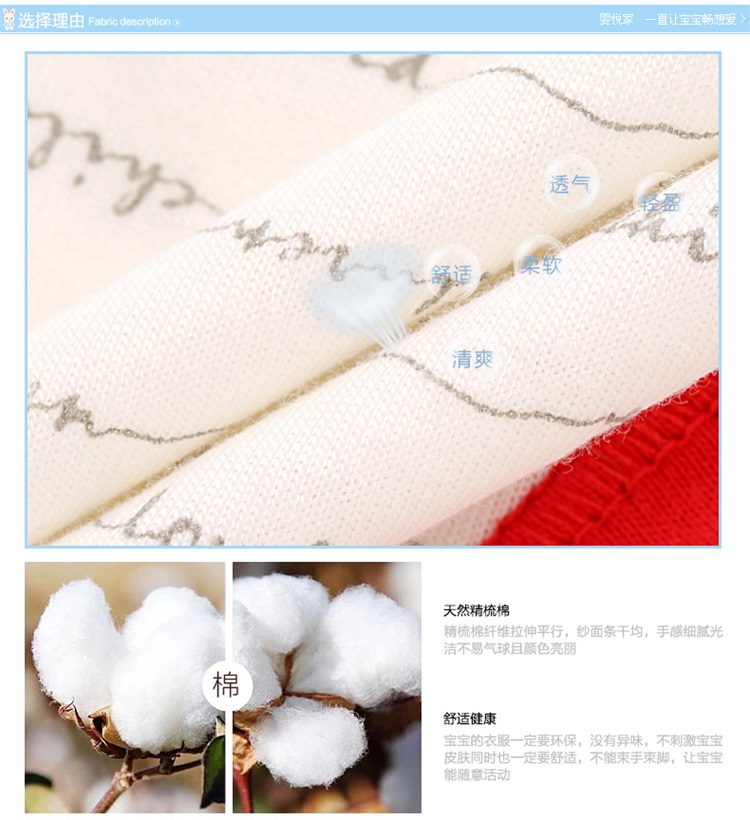 选择理由 Fabric description
婴悦家 一直让宝宝畅想爱
透气
轻盈
舒适
柔软
清爽
棉
天然精梳棉
精梳棉纤维拉伸平行，纱面条干均，手感细腻光
洁不易气球且颜色亮丽
舒适健康
宝宝的衣服一定要环保，没有异味，不刺激宝宝
皮肤同时也一定要舒适，不能束手束脚，让宝宝
能随意活动